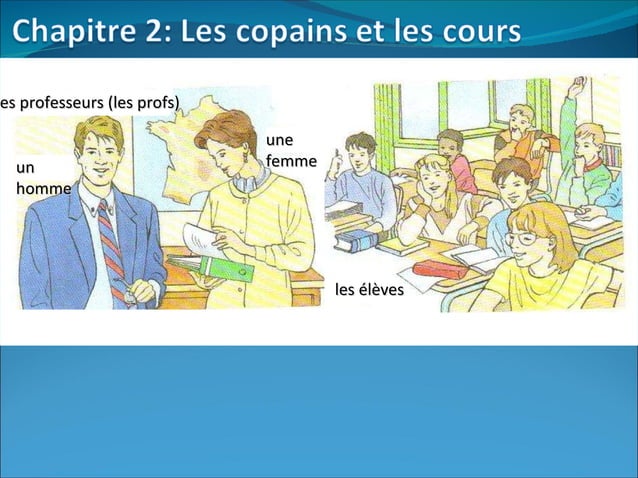 Chapitre 2: Les copains et les cours
es professeurs (les profs)
une
femme
un
homme
les élèves